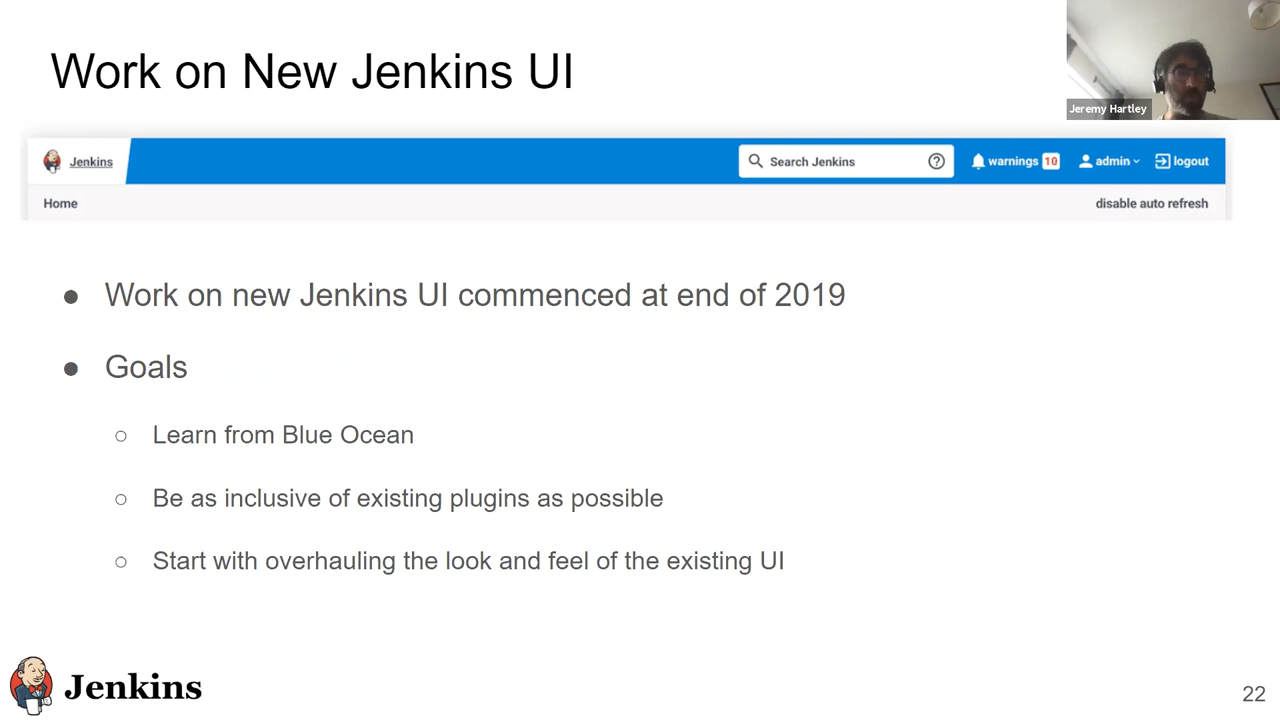 Work on New Jenkins UI
Jeremy Hartley
Jenkins
Search Jenkins
warnings 10
admin
logout
Home
disable auto refresh
Work on new Jenkins UI commenced at end of 2019
Goals
Learn from Blue Ocean
Be as inclusive of existing plugins as possible
Start with overhauling the look and feel of the existing UI
Jenkins
22